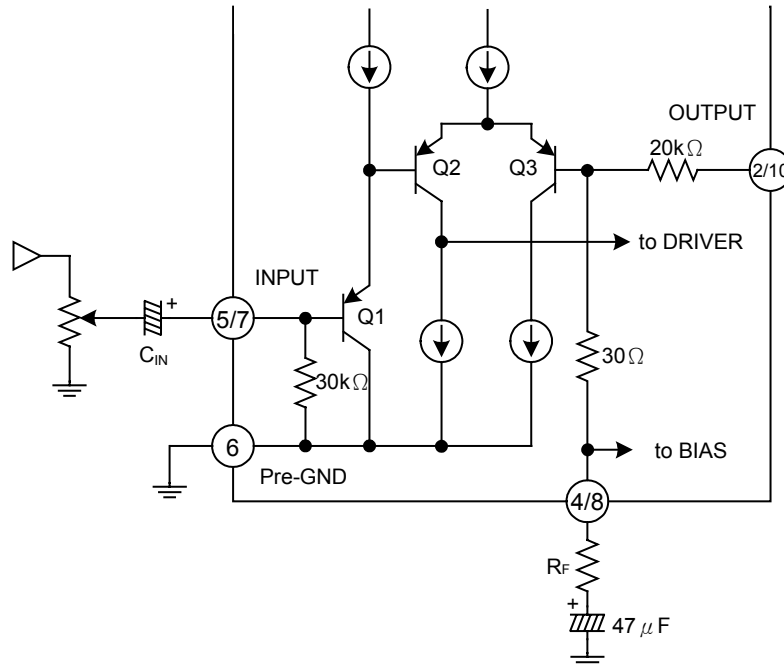 OUTPUT
20kΩ
2/10
Q2
Q3
to DRIVER
INPUT
5/7
Q1
+
CIN
30kΩ
30Ω
6
Pre-GND
to BIAS
4/8
RF
+
47μF